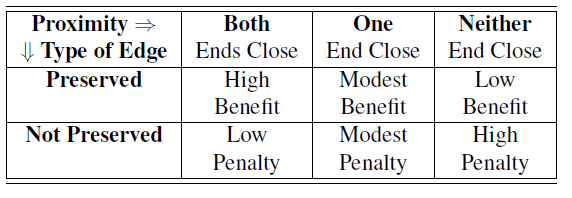 Proximity ⇒ Both One Neither
⇓ Type of Edge Ends Close End Close End Close
Preserved High Modest Low
Benefit Benefit Benefit
Not Preserved Low Modest High
Penalty Penalty Penalty